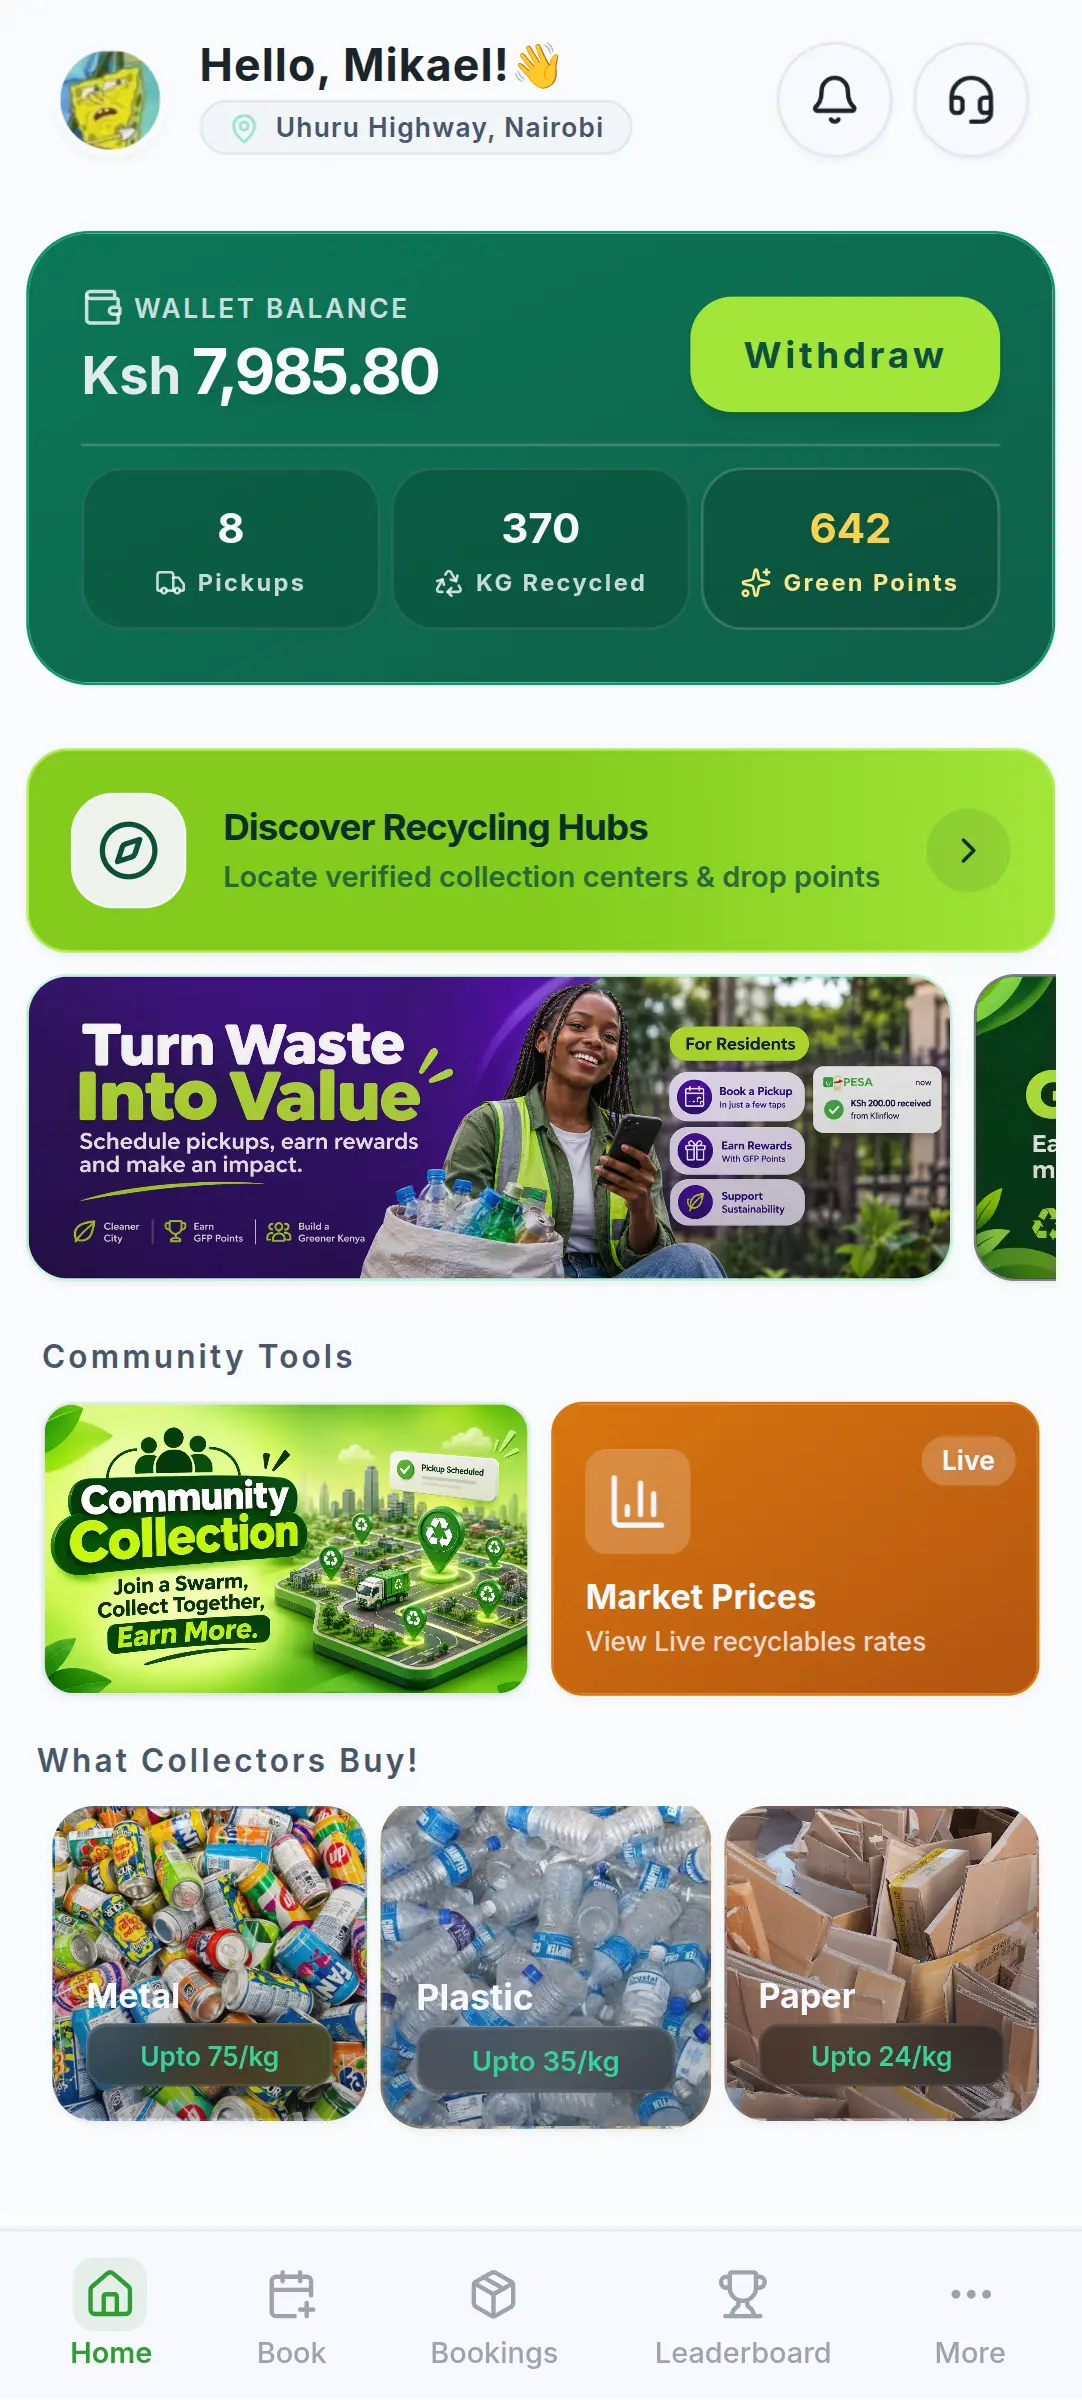 Hello, Mikael!👋
Uhuru Highway, Nairobi
WALLET BALANCE
Ksh 7,985.80
Withdraw
8
Pickups
370
KG Recycled
642
Green Points
Discover Recycling Hubs
Locate verified collection centers & drop points
Turn Waste
Into Value
Schedule pickups, earn rewards
and make an impact.
Cleaner
City
Earn
GFP Points
Build a
Greener Kenya
For Residents
Book a Pickup
In just a few taps
Earn Rewards
With GFP Points
Support
Sustainability
PESA
now
KSh 200.00 received
from Klinflow
Ea
m
Community Tools
Community
Collection
Join a Swarm,
Collect Together,
Earn More.
Pickup Scheduled
Live
Market Prices
View Live recyclables rates
What Collectors Buy!
Metal
Upto 75/kg
Plastic
Upto 35/kg
Paper
Upto 24/kg
Home
Book
Bookings
Leaderboard
More